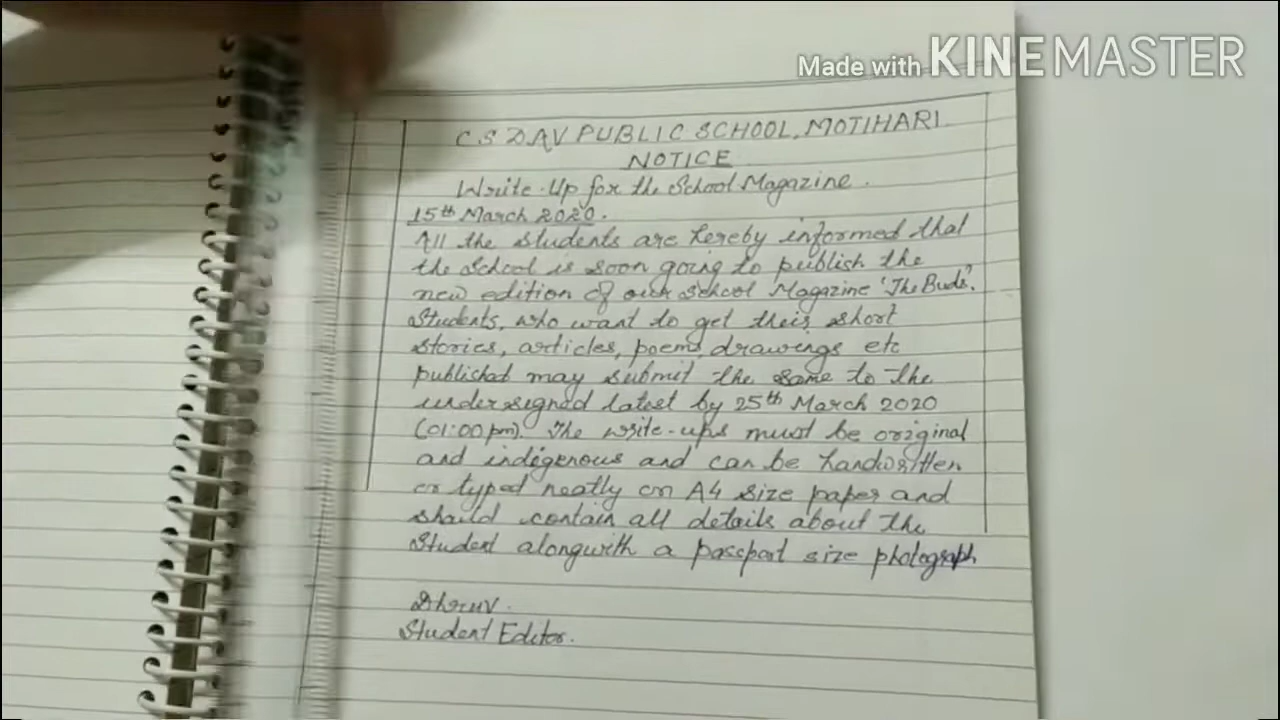 Made with KINEMASTER
C.S DAV PUBLIC SCHOOL, MOTIHARI
NOTICE
Write-Up for the School Magazine.
15th March 2020.
All the students are hereby informed that
the school is soon going to publish the
new edition of our School Magazine 'The Buds'.
Students, who want to get their short
stories, articles, poems, drawings etc
published may submit the same to the
undersigned latest by 25th March 2020
(01:00 pm). The write-ups must be original
and indigenous and can be handwritten
or typed neatly on A4 size paper and
should contain all details about the
student alongwith a passport size photograph
Dhruv.
Student Editor.